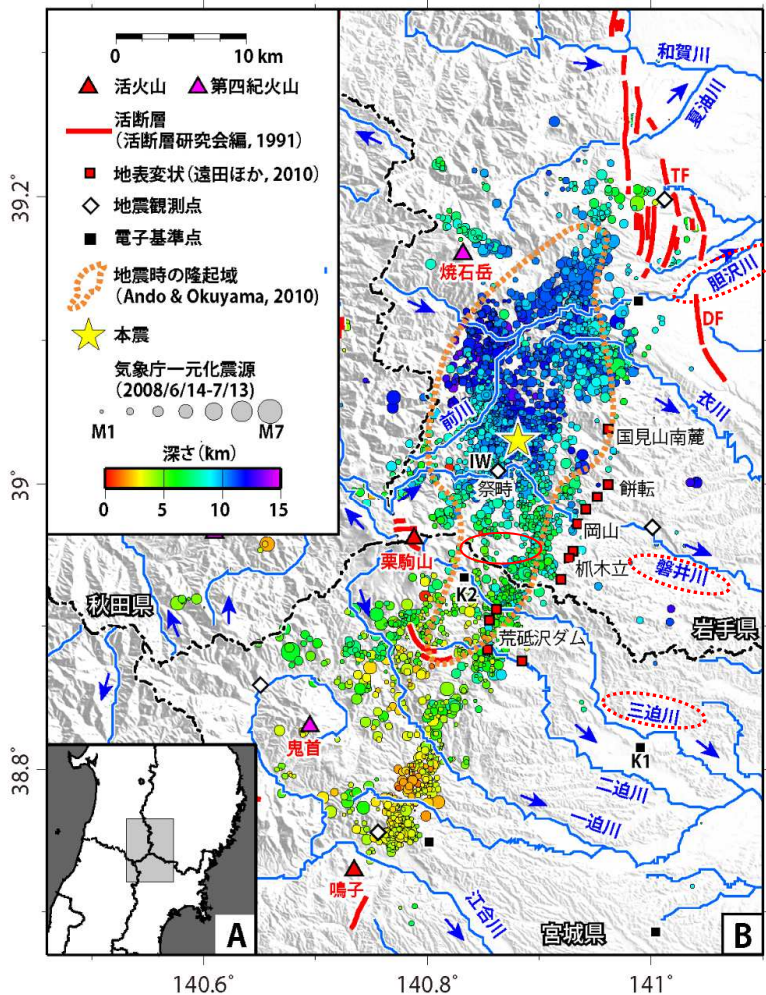 0 10 km
活火山 第四紀火山
活断層
(活断層研究会編, 1991)
地表変状(遠田ほか, 2010)
地震観測点
電子基準点
地震時の隆起域
(Ando & Okuyama, 2010)
本震
気象庁一元化震源
(2008/6/14-7/13)
M1 M7
深さ(km)
0 5 10 15
39.2
39
38.8
140.6°
140.8°
141°
和賀川
夏油川
TF
焼石岳
胆沢川
DF
前川
衣川
国見山南麓
IW
祭畤
餅転
岡山
栗駒山
磐井川
枛木立
K2
秋田県
岩手県
荒砥沢ダム
三迫川
鬼首
K1
二迫川
一迫川
鳴子
江合川
宮城県
A
B